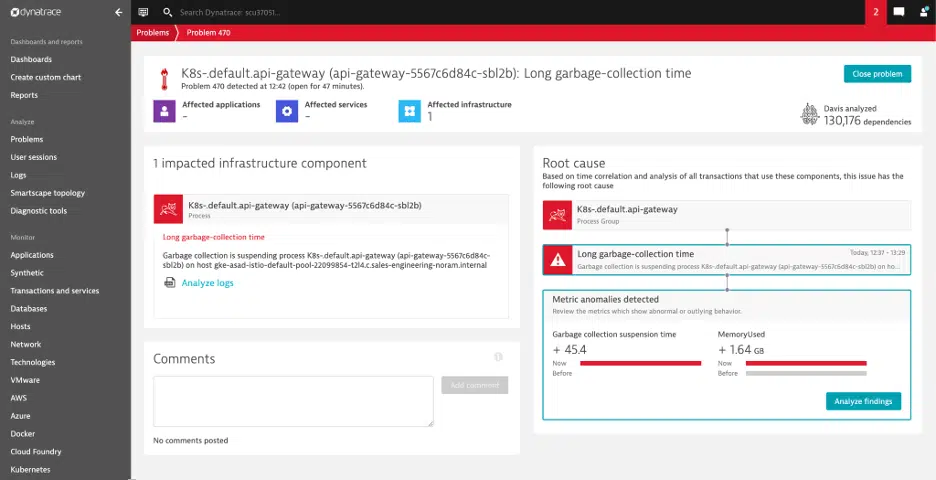 dynatrace
Search Dynatrace: scu37051...
2
Problems
Problem 470
Dashboards and reports
Dashboards
Create custom chart
Reports
Analyze
Problems
User sessions
Logs
Smartscape topology
Diagnostic tools
Monitor
Applications
Synthetic
Transactions and services
Databases
Hosts
Network
Technologies
VMware
AWS
Azure
Docker
Cloud Foundry
Kubernetes
K8s-.default.api-gateway (api-gateway-5567c6d84c-sbl2b): Long garbage-collection time
Problem 470 detected at 12:42 (open for 47 minutes).
Close problem
Affected applications
-
Affected services
-
Affected infrastructure
1
Davis analyzed
130,176 dependencies
1 impacted infrastructure component
K8s-.default.api-gateway (api-gateway-5567c6d84c-sbl2b)
Process
Long garbage-collection time
Garbage collection is suspending process K8s-.default.api-gateway (api-gateway-5567c6d84c-
sbl2b) on host gke-asad-istio-default-pool-22099854-t2l4.c.sales-engineering-noram.internal
Analyze logs
Comments
Add comment
No comments posted
Root cause
Based on time correlation and analysis of all transactions that use these components, this issue has the
following root cause
K8s-.default.api-gateway
Process Group
Long garbage-collection time
Today, 12:37 - 13:29
Garbage collection is suspending process K8s-.default.api-gateway (api-gateway-5567c6d84c-sbl2b) on ho...
Metric anomalies detected
Review the metrics which show abnormal or outlying behavior.
Garbage collection suspension time
+ 45.4
Now
Before
MemoryUsed
+ 1.64 GB
Now
Before
Analyze findings